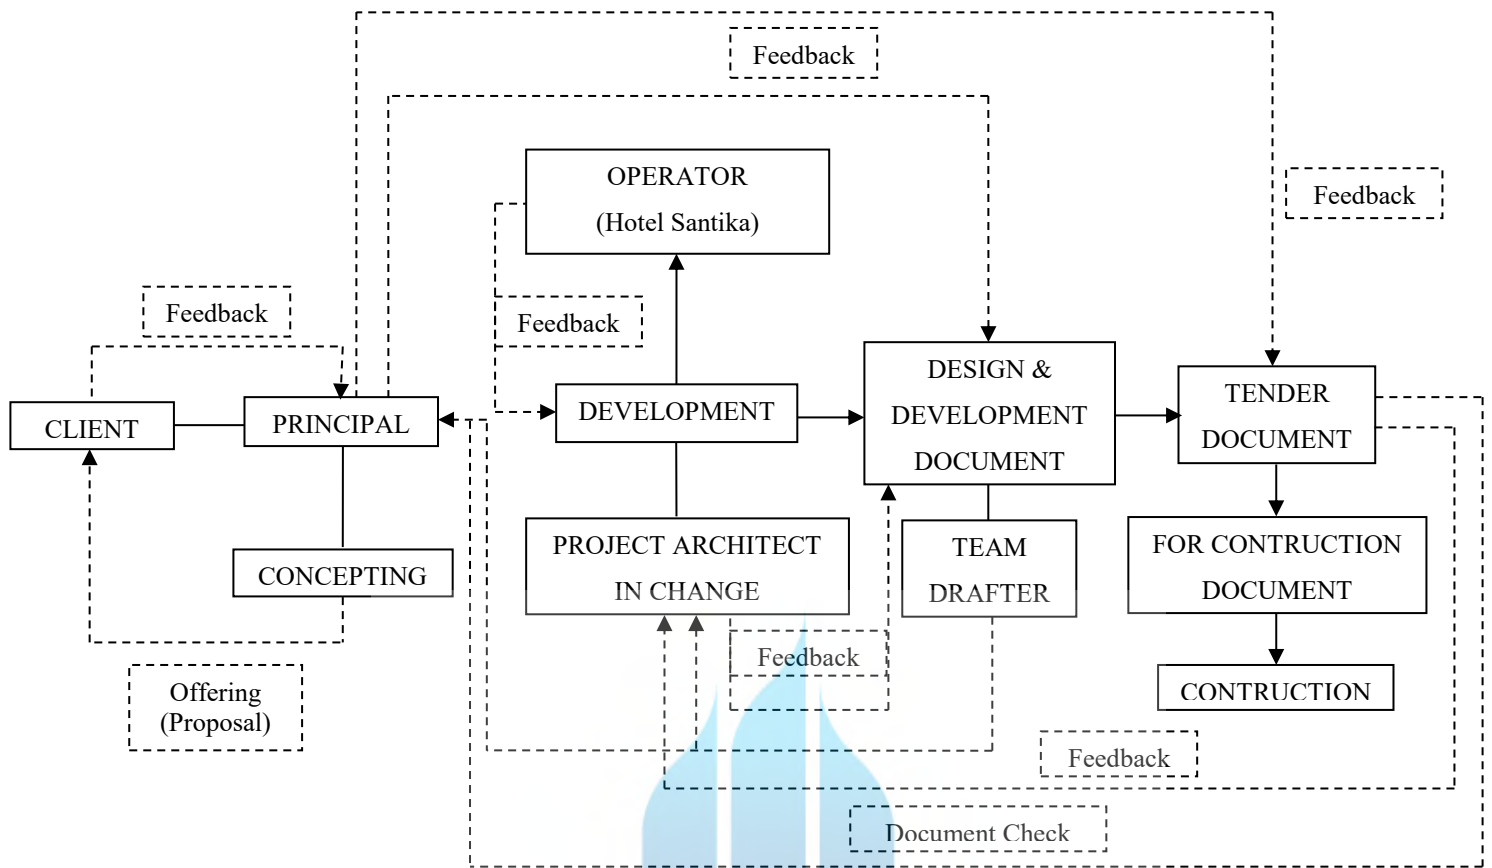 Feedback
OPERATOR
(Hotel Santika)
Feedback
Feedback
Feedback
CLIENT
PRINCIPAL
DEVELOPMENT
DESIGN &
DEVELOPMENT
DOCUMENT
TENDER
DOCUMENT
CONCEPTING
PROJECT ARCHITECT
IN CHANGE
TEAM
DRAFTER
FOR CONTRUCTION
DOCUMENT
Feedback
CONTRUCTION
Offering
(Proposal)
Feedback
Document Check